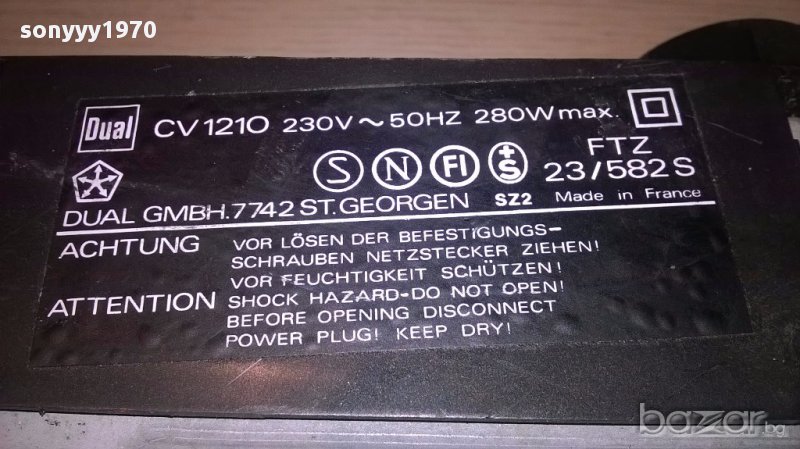 sonyyy1970
Dual CV 1210 230V ~ 50HZ 280W max.
S N FI +S FTZ
23/582 S
DUAL GMBH. 7742 ST. GEORGEN SZ2 Made in France
ACHTUNG VOR LÖSEN DER BEFESTIGUNGS-
SCHRAUBEN NETZSTECKER ZIEHEN!
VOR FEUCHTIGKEIT SCHÜTZEN!
ATTENTION SHOCK HAZARD-DO NOT OPEN!
BEFORE OPENING DISCONNECT
POWER PLUG! KEEP DRY!
bazar.bg